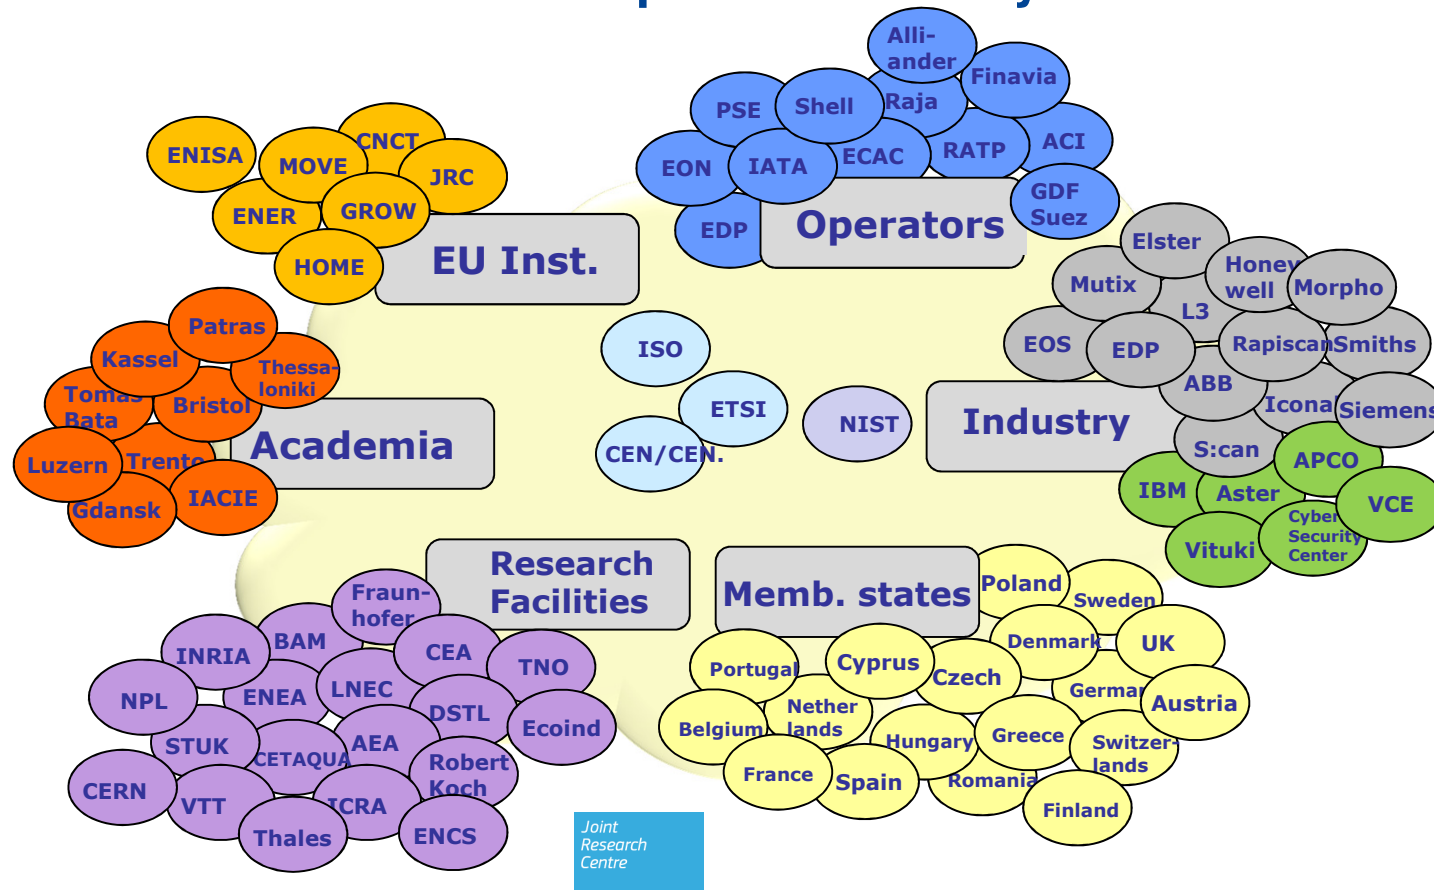 Alli-
ander
Finavia
PSE
Shell
Raja
ACI
RATP
ECAC
IATA
EON
GDF
Suez
EDP
Operators
CNCT
ENISA
MOVE
JRC
GROW
ENER
HOME
EU Inst.
Elster
Honey
well
Mutix
Morpho
L3
EOS
EDP
Rapiscan
Smiths
ABB
Iconal
Siemens
S:can
Industry
APCO
IBM
Aster
VCE
Cyber
Security
Center
Vituki
ISO
ETSI
CEN/CEN.
NIST
Patras
Kassel
Thessa-
loniki
Tomas
Bata
Bristol
Luzern
Trento
IACIE
Gdansk
Academia
Research
Facilities
Fraun-
hofer
BAM
INRIA
CEA
TNO
NPL
ENEA
LNEC
DSTL
Ecoind
STUK
CETAQUA
AEA
Robert
Koch
CERN
VTT
ICRA
Thales
ENCS
Memb. states
Poland
Sweden
Denmark
UK
Portugal
Cyprus
Czech
German
Austria
Nether
lands
Belgium
Hungary
Greece
Switzer-
lands
France
Spain
Romania
Finland
Joint
Research
Centre